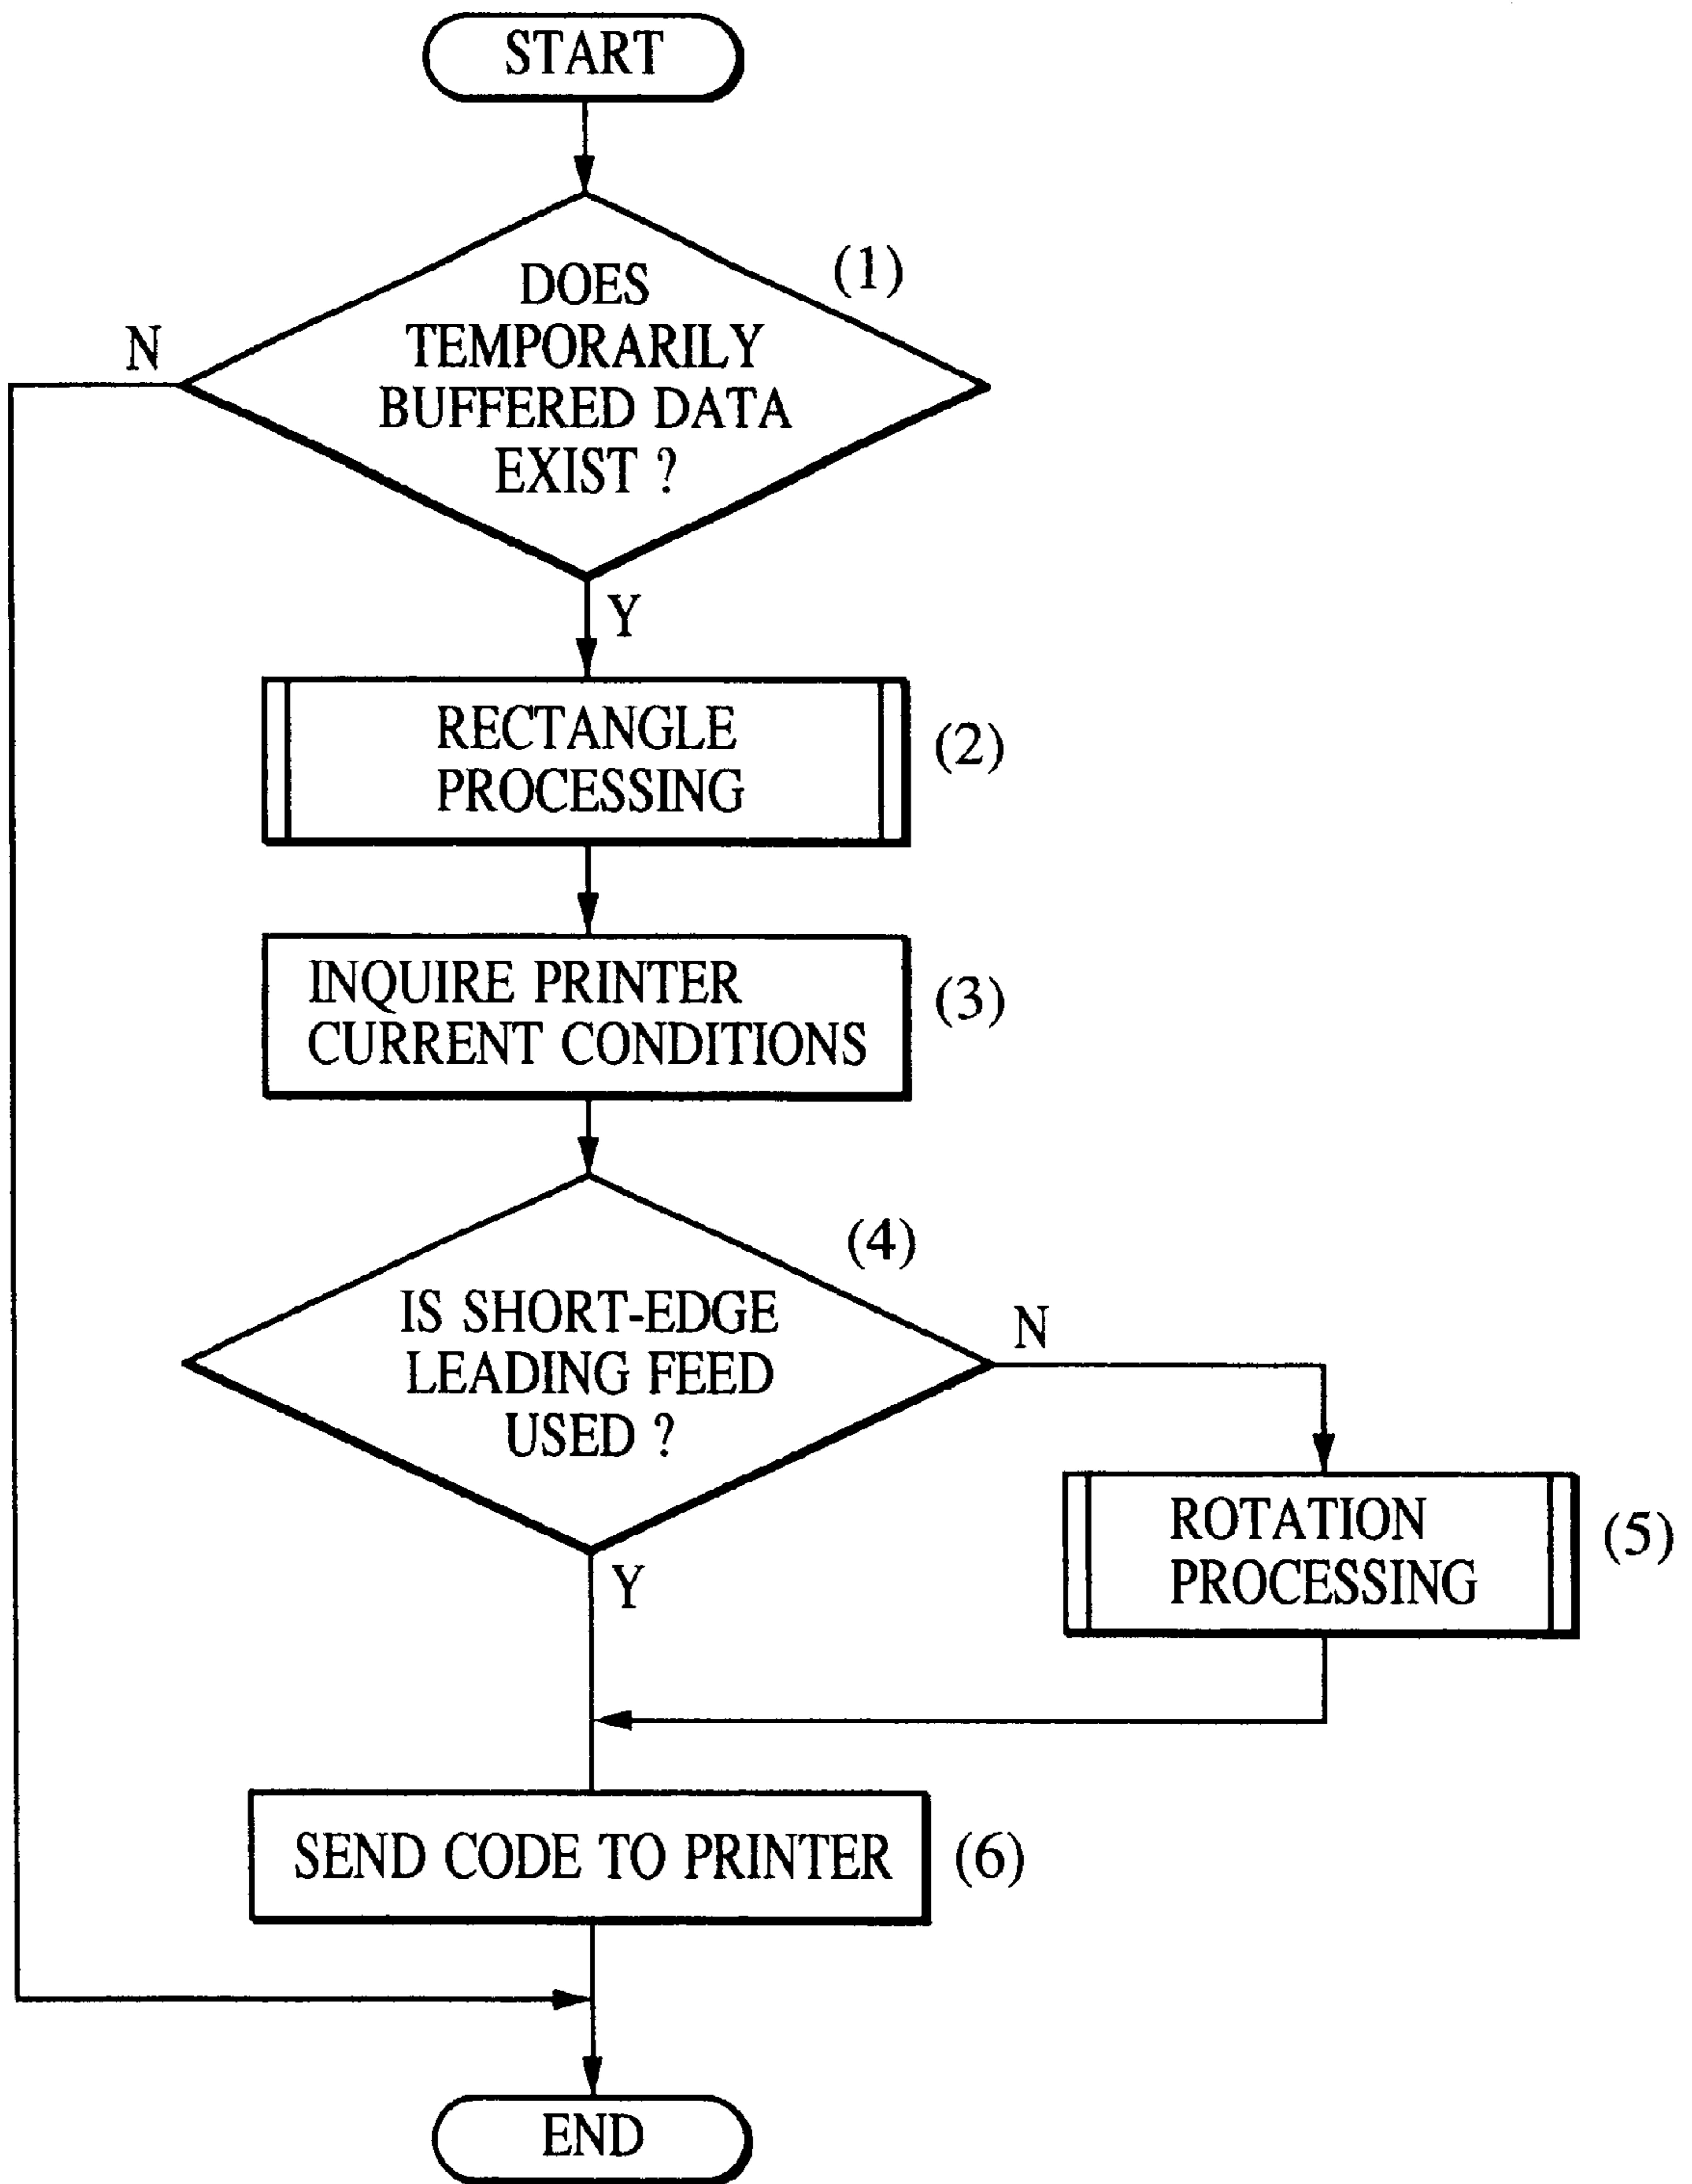 START
(1)
DOES
TEMPORARILY
BUFFERED DATA
EXIST ?
N
Y
RECTANGLE
PROCESSING
(2)
INQUIRE PRINTER
CURRENT CONDITIONS
(3)
(4)
IS SHORT-EDGE
LEADING FEED
USED ?
N
Y
ROTATION
PROCESSING
(5)
SEND CODE TO PRINTER
(6)
END